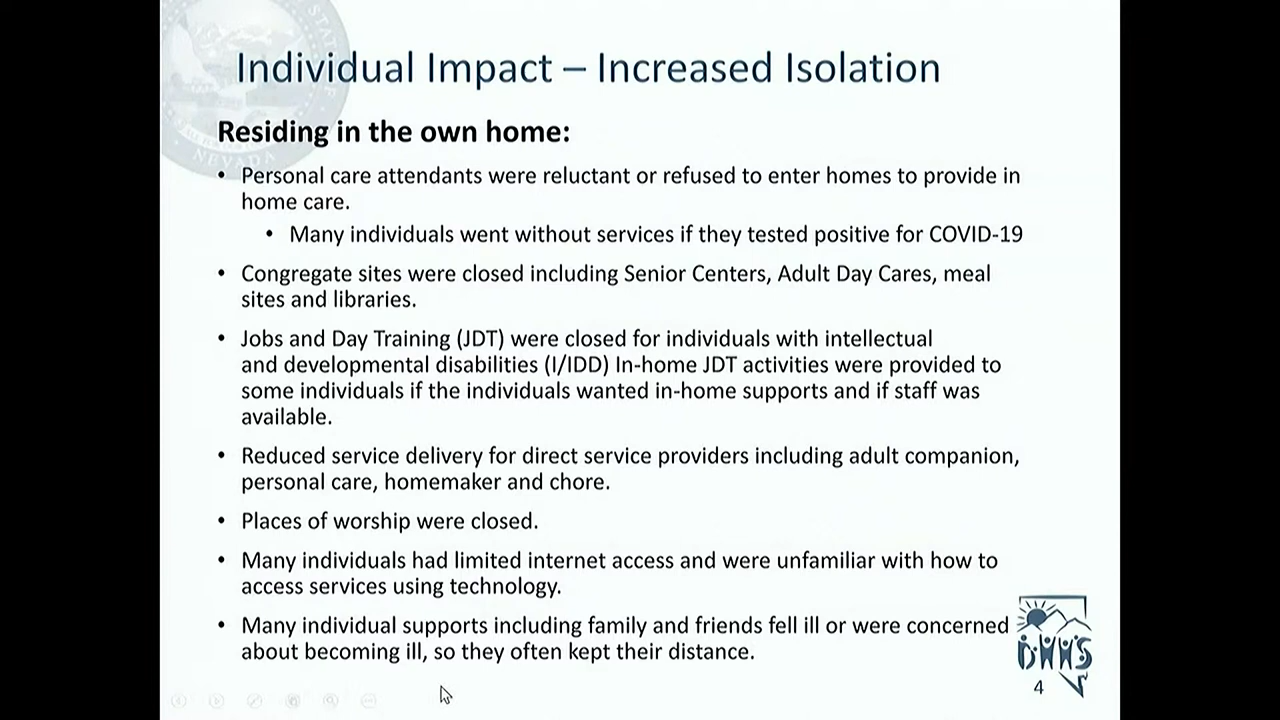 Individual Impact – Increased Isolation
Residing in the own home:
• Personal care attendants were reluctant or refused to enter homes to provide in
home care.
• Many individuals went without services if they tested positive for COVID-19
• Congregate sites were closed including Senior Centers, Adult Day Cares, meal
sites and libraries.
• Jobs and Day Training (JDT) were closed for individuals with intellectual
and developmental disabilities (I/IDD) In-home JDT activities were provided to
some individuals if the individuals wanted in-home supports and if staff was
available.
• Reduced service delivery for direct service providers including adult companion,
personal care, homemaker and chore.
• Places of worship were closed.
• Many individuals had limited internet access and were unfamiliar with how to
access services using technology.
• Many individual supports including family and friends fell ill or were concerned
about becoming ill, so they often kept their distance.
DHHS
4
NEVADA